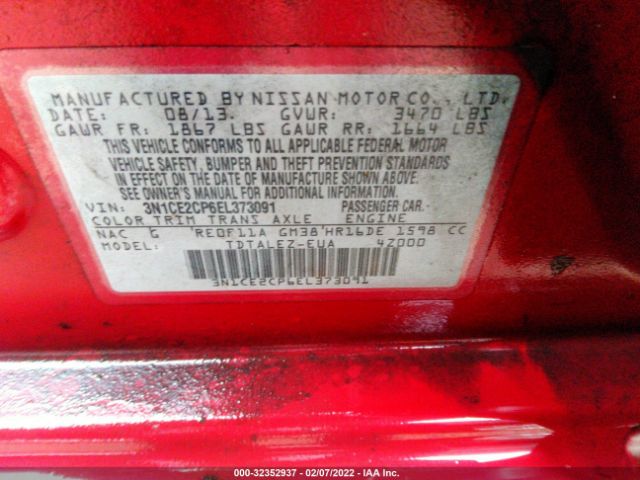 MANUFACTURED BY NISSAN MOTOR CO., LTD.
DATE: 08/13. GVWR: 3470 LBS
GAWR FR: 1867 LBS GAWR RR: 1664 LBS
THIS VEHICLE CONFORMS TO ALL APPLICABLE FEDERAL MOTOR
VEHICLE SAFETY, BUMPER AND THEFT PREVENTION STANDARDS
IN EFFECT ON THE DATE OF MANUFACTURE SHOWN ABOVE.
SEE OWNER'S MANUAL FOR ADDITIONAL INFORMATION.
VIN: 3N1CE2CP6EL373091 PASSENGER CAR
COLOR TRIM TRANS AXLE ENGINE
NAC G RE0F11A GM38 HR16DE 1598 CC
MODEL: TDTALEZ-EUA 4Z000
3N1CE2CP6EL373091
000-32352937 - 02/07/2022 - IAA Inc.